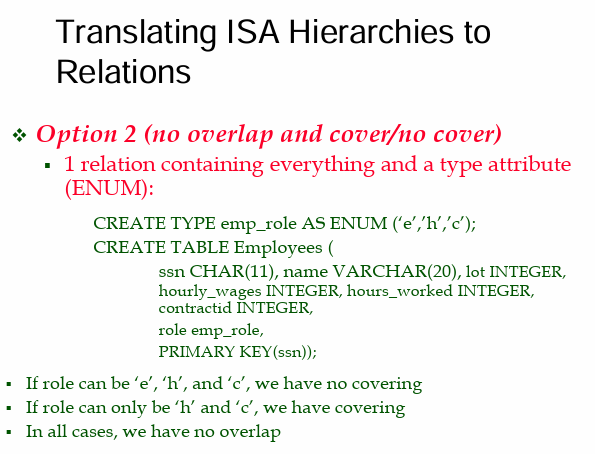 Translating ISA Hierarchies to
Relations
❖ Option 2 (no overlap and cover/no cover)
▪ 1 relation containing everything and a type attribute
(ENUM):
CREATE TYPE emp_role AS ENUM (‘e’,’h’,’c’);
CREATE TABLE Employees (
ssn CHAR(11), name VARCHAR(20), lot INTEGER,
hourly_wages INTEGER, hours_worked INTEGER,
contractid INTEGER,
role emp_role,
PRIMARY KEY(ssn));
▪ If role can be ‘e’, ‘h’, and ‘c’, we have no covering
▪ If role can only be ‘h’ and ‘c’, we have covering
▪ In all cases, we have no overlap